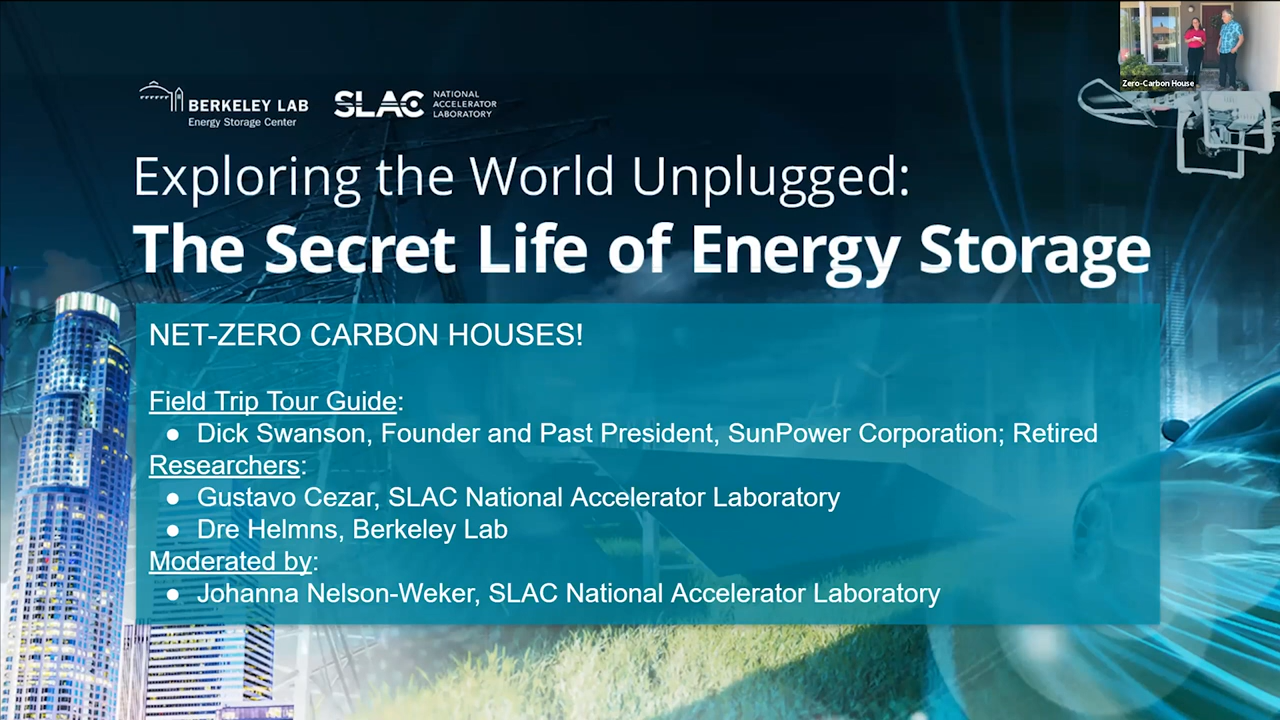 Zero-Carbon House
BERKELEY LAB
Energy Storage Center
SLAC
NATIONAL
ACCELERATOR
LABORATORY
Exploring the World Unplugged:
The Secret Life of Energy Storage
NET-ZERO CARBON HOUSES!
Field Trip Tour Guide:
● Dick Swanson, Founder and Past President, SunPower Corporation; Retired
Researchers:
● Gustavo Cezar, SLAC National Accelerator Laboratory
● Dre Helmns, Berkeley Lab
Moderated by:
● Johanna Nelson-Weker, SLAC National Accelerator Laboratory